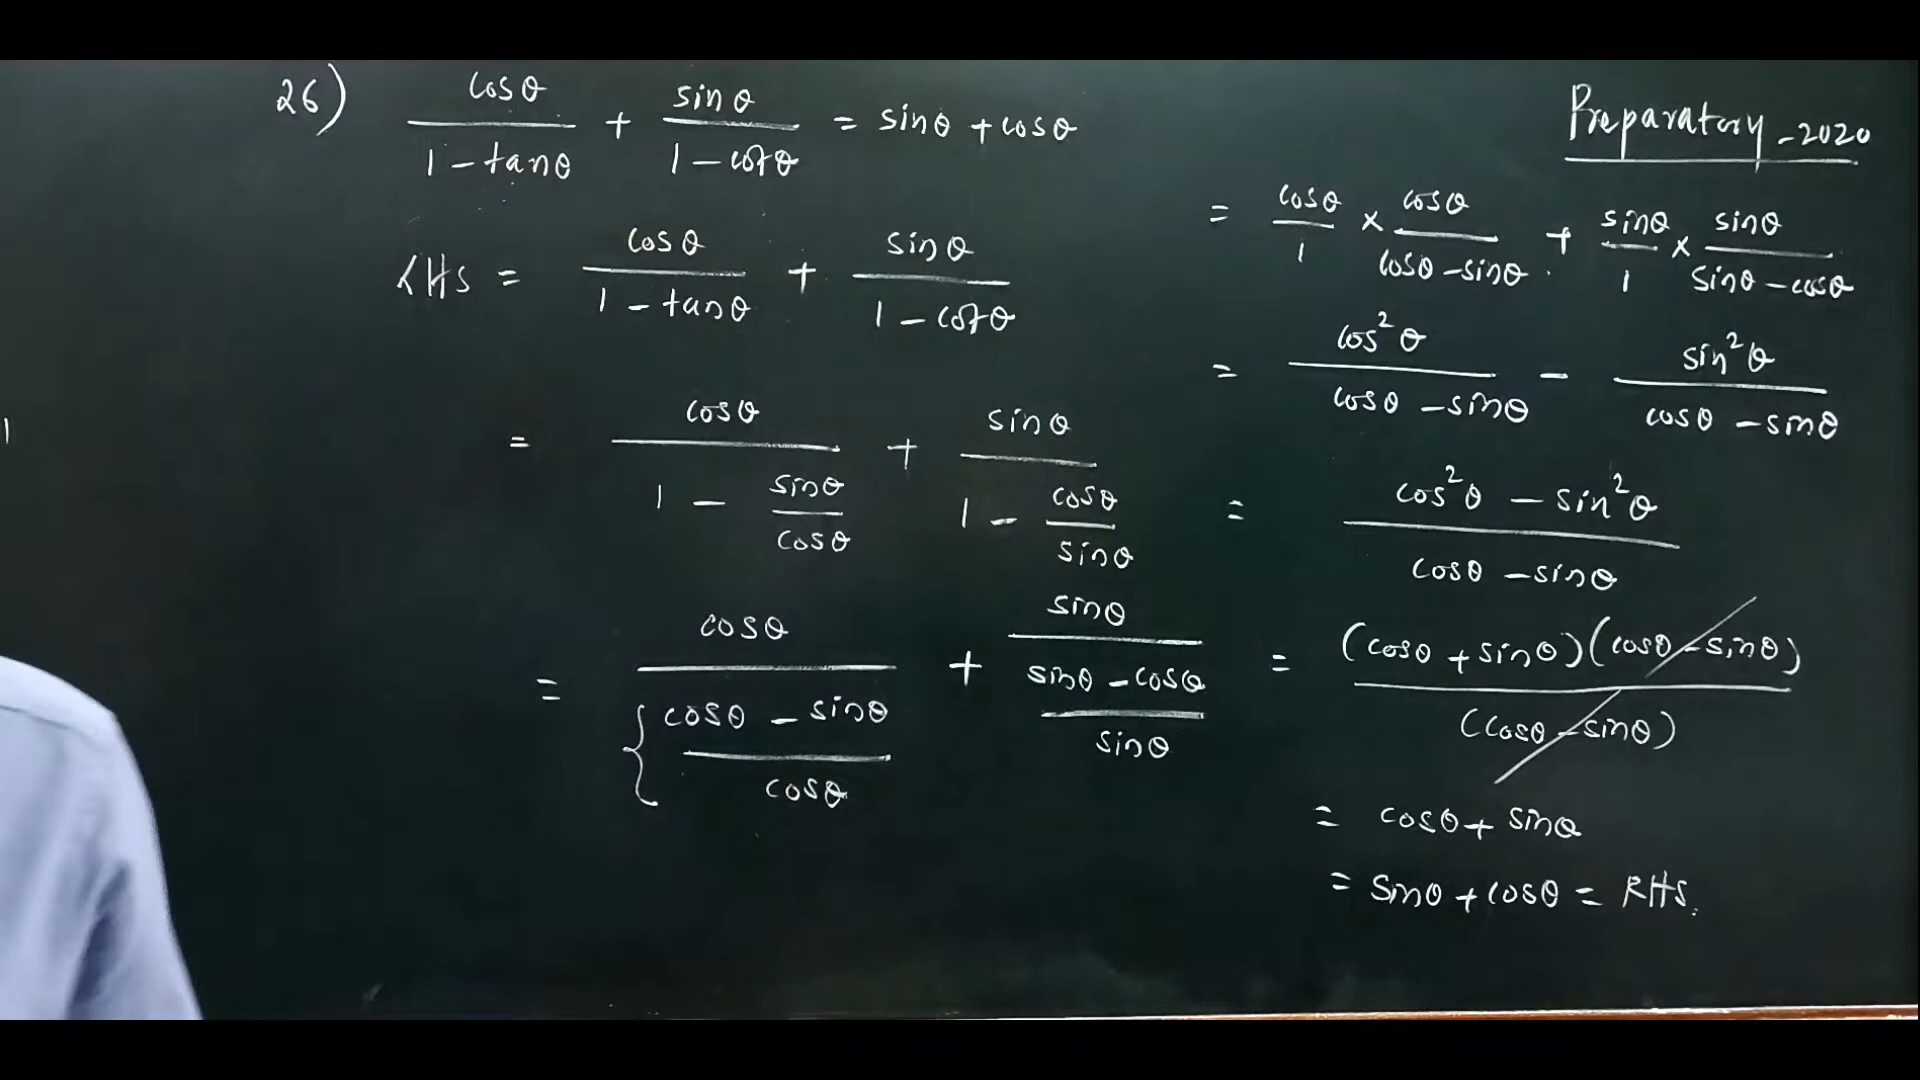 26) cosθ/(1 - tanθ) + sinθ/(1 - cotθ) = sinθ + cosθ
LHS = cosθ/(1 - tanθ) + sinθ/(1 - cotθ)
= cosθ/(1 - sinθ/cosθ) + sinθ/(1 - cosθ/sinθ)
= cosθ/{(cosθ - sinθ)/cosθ + sinθ/((sinθ - cosθ)/sinθ)
Preparatory - 2020
= cosθ/1 × cosθ/(cosθ - sinθ) + sinθ/1 × sinθ/(sinθ - cosθ)
= cos²θ/(cosθ - sinθ) - sin²θ/(cosθ - sinθ)
= (cos²θ - sin²θ)/(cosθ - sinθ)
= (cosθ + sinθ)(cosθ - sinθ)/(cosθ - sinθ)
= cosθ + sinθ
= sinθ + cosθ = RHS.